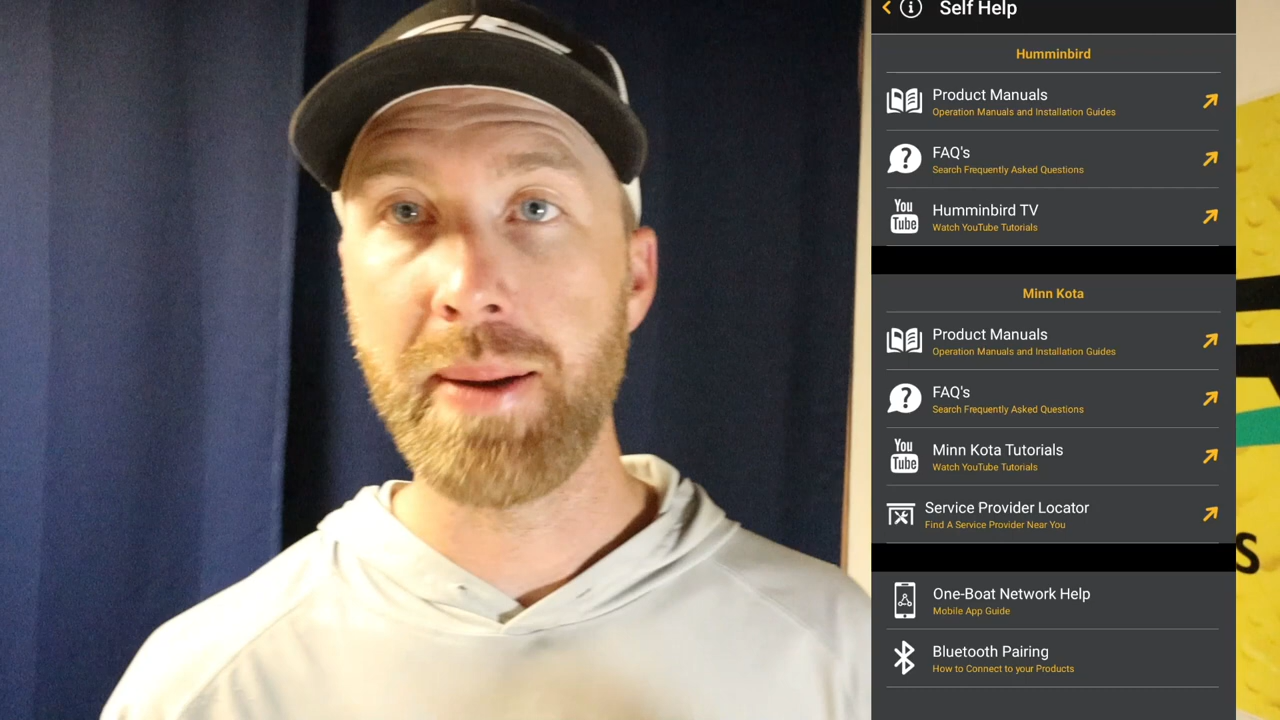 Self Help
Humminbird
Product Manuals
Operation Manuals and Installation Guides
FAQ's
Search Frequently Asked Questions
You
Tube
Humminbird TV
Watch YouTube Tutorials
Minn Kota
Product Manuals
Operation Manuals and Installation Guides
FAQ's
Search Frequently Asked Questions
You
Tube
Minn Kota Tutorials
Watch YouTube Tutorials
Service Provider Locator
Find A Service Provider Near You
One-Boat Network Help
Mobile App Guide
Bluetooth Pairing
How to Connect to your Products